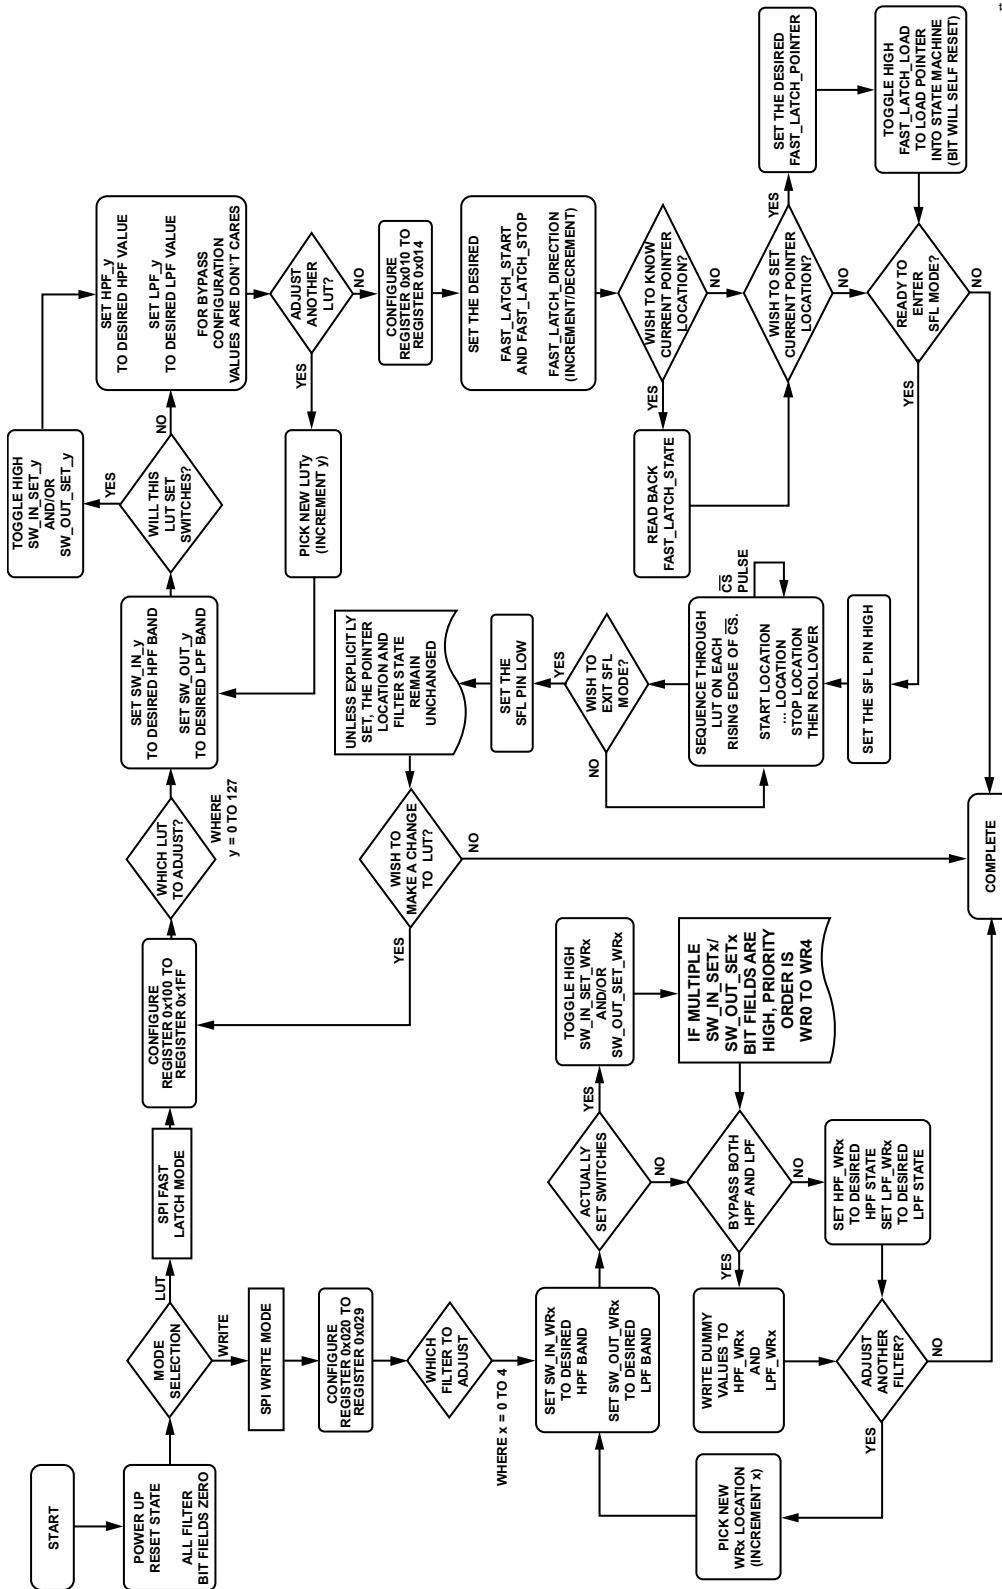 START
POWER UP
RESET STATE
ALL FILTER
BIT FIELDS ZERO
MODE
SELECTION
LUT
WRITE
SPI FAST
LATCH MODE
CONFIGURE
REGISTER 0x100 TO
REGISTER 0x1FF
WHICH LUT
TO ADJUST?
WHERE
y = 0 TO 127
SET SW_IN_y
TO DESIRED HPF BAND
SET SW_OUT_y
TO DESIRED LPF BAND
WILL THIS
LUT SET
SWITCHES?
YES
NO
TOGGLE HIGH
SW_IN_SET_y
AND/OR
SW_OUT_SET_y
SET HPF_y
TO DESIRED HPF VALUE
SET LPF_y
TO DESIRED LPF VALUE
FOR BYPASS
CONFIGURATION
VALUES ARE DON'T CARES
ADJUST
ANOTHER
LUT?
YES
NO
PICK NEW LUTy
(INCREMENT y)
CONFIGURE
REGISTER 0x010 TO
REGISTER 0x014
SET THE DESIRED
FAST_LATCH_START
AND FAST_LATCH_STOP
FAST_LATCH_DIRECTION
(INCREMENT/DECREMENT)
WISH TO KNOW
CURRENT POINTER
LOCATION?
YES
NO
READ BACK
FAST_LATCH_STATE
WISH TO SET
CURRENT POINTER
LOCATION?
YES
NO
SET THE DESIRED
FAST_LATCH_POINTER
TOGGLE HIGH
FAST_LATCH_LOAD
TO LOAD POINTER
INTO STATE MACHINE
(BIT WILL SELF RESET)
READY TO
ENTER
SFL MODE?
YES
NO
SET THE SFL PIN HIGH
SEQUENCE THROUGH
LUT ON EACH
RISING EDGE OF CS.
START LOCATION
... LOCATION
STOP LOCATION
THEN ROLLOVER
CS
PULSE
WISH TO
EXIT SFL
MODE?
YES
NO
SET THE
SFL PIN LOW
UNLESS EXPLICITLY
SET, THE POINTER
LOCATION AND
FILTER STATE
REMAIN
UNCHANGED
WISH TO
MAKE A CHANGE
TO LUT?
YES
NO
SPI WRITE MODE
CONFIGURE
REGISTER 0x020 TO
REGISTER 0x029
WHICH
FILTER TO
ADJUST
WHERE x = 0 TO 4
SET SW_IN_WRx
TO DESIRED
HPF BAND
SET SW_OUT_WRx
TO DESIRED
LPF BAND
ACTUALLY
SET SWITCHES
YES
NO
TOGGLE HIGH
SW_IN_SET_WRx
AND/OR
SW_OUT_SET_WRx
IF MULTIPLE
SW_IN_SETx/
SW_OUT_SETx
BIT FIELDS ARE
HIGH, PRIORITY
ORDER IS
WR0 TO WR4
BYPASS BOTH
HPF AND LPF
YES
NO
WRITE DUMMY
VALUES TO
HPF_WRx
AND
LPF_WRx
SET HPF_WRx
TO DESIRED
HPF STATE
SET LPF_WRx
TO DESIRED
LPF STATE
ADJUST
ANOTHER
FILTER?
YES
NO
PICK NEW
WRx LOCATION
(INCREMENT x)
COMPLETE